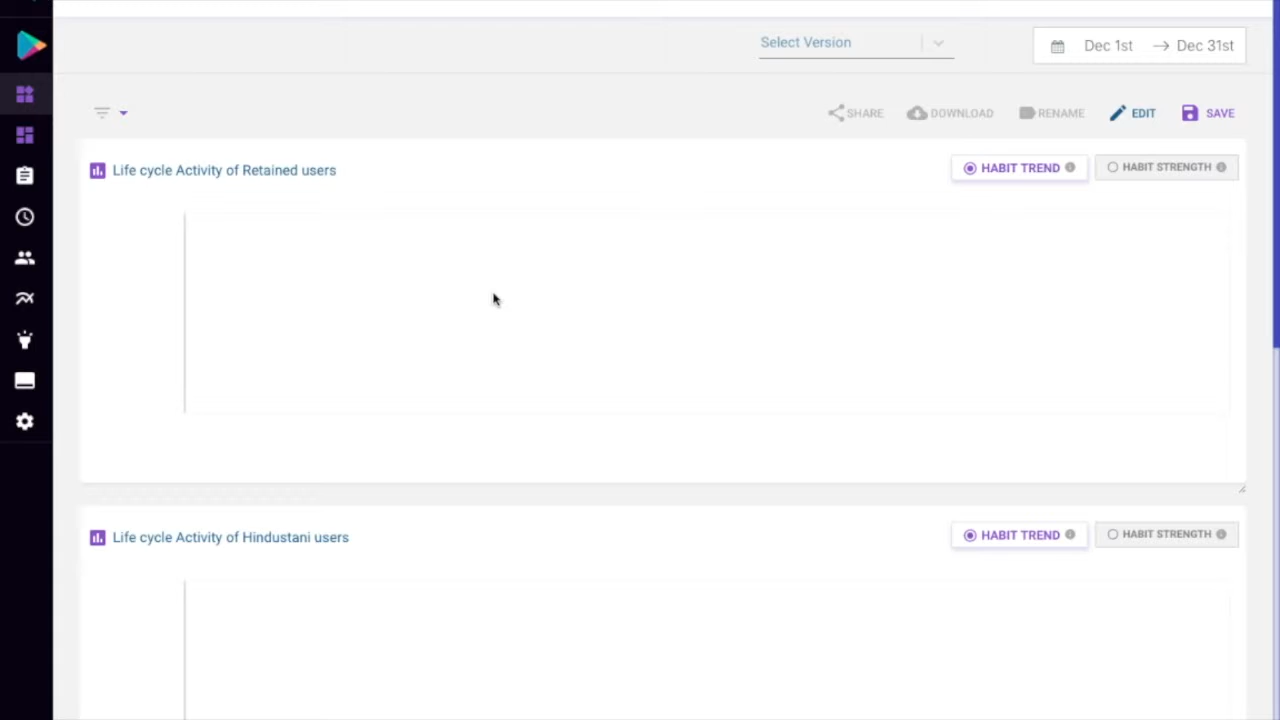 Select Version
Dec 1st → Dec 31st
SHARE DOWNLOAD RENAME EDIT SAVE
Life cycle Activity of Retained users
HABIT TREND HABIT STRENGTH
Life cycle Activity of Hindustani users
HABIT TREND HABIT STRENGTH